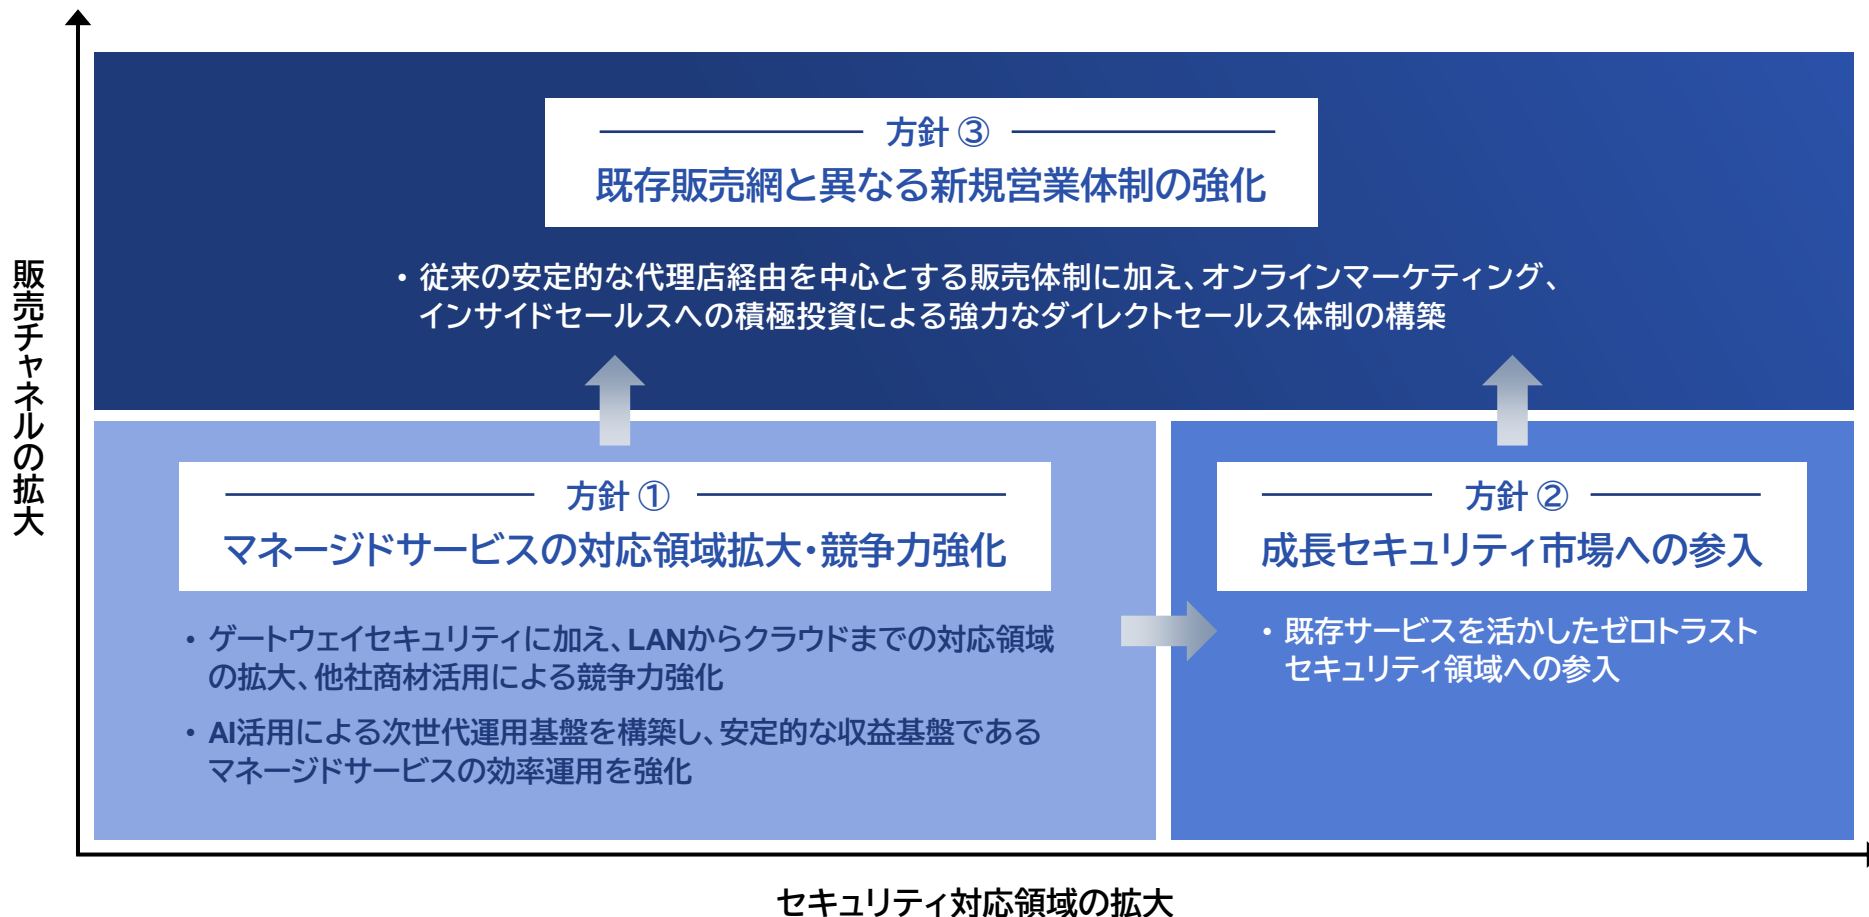 販売チャネルの拡大
方針 ③
既存販売網と異なる新規営業体制の強化
・従来の安定的な代理店経由を中心とする販売体制に加え、オンラインマーケティング、
インサイドセールスへの積極投資による強力なダイレクトセールス体制の構築
方針 ①
マネージドサービスの対応領域拡大・競争力強化
・ゲートウェイセキュリティに加え、LANからクラウドまでの対応領域
の拡大、他社商材活用による競争力強化
・AI活用による次世代運用基盤を構築し、安定的な収益基盤である
マネージドサービスの効率運用を強化
方針 ②
成長セキュリティ市場への参入
・既存サービスを活かしたゼロトラスト
セキュリティ領域への参入
セキュリティ対応領域の拡大